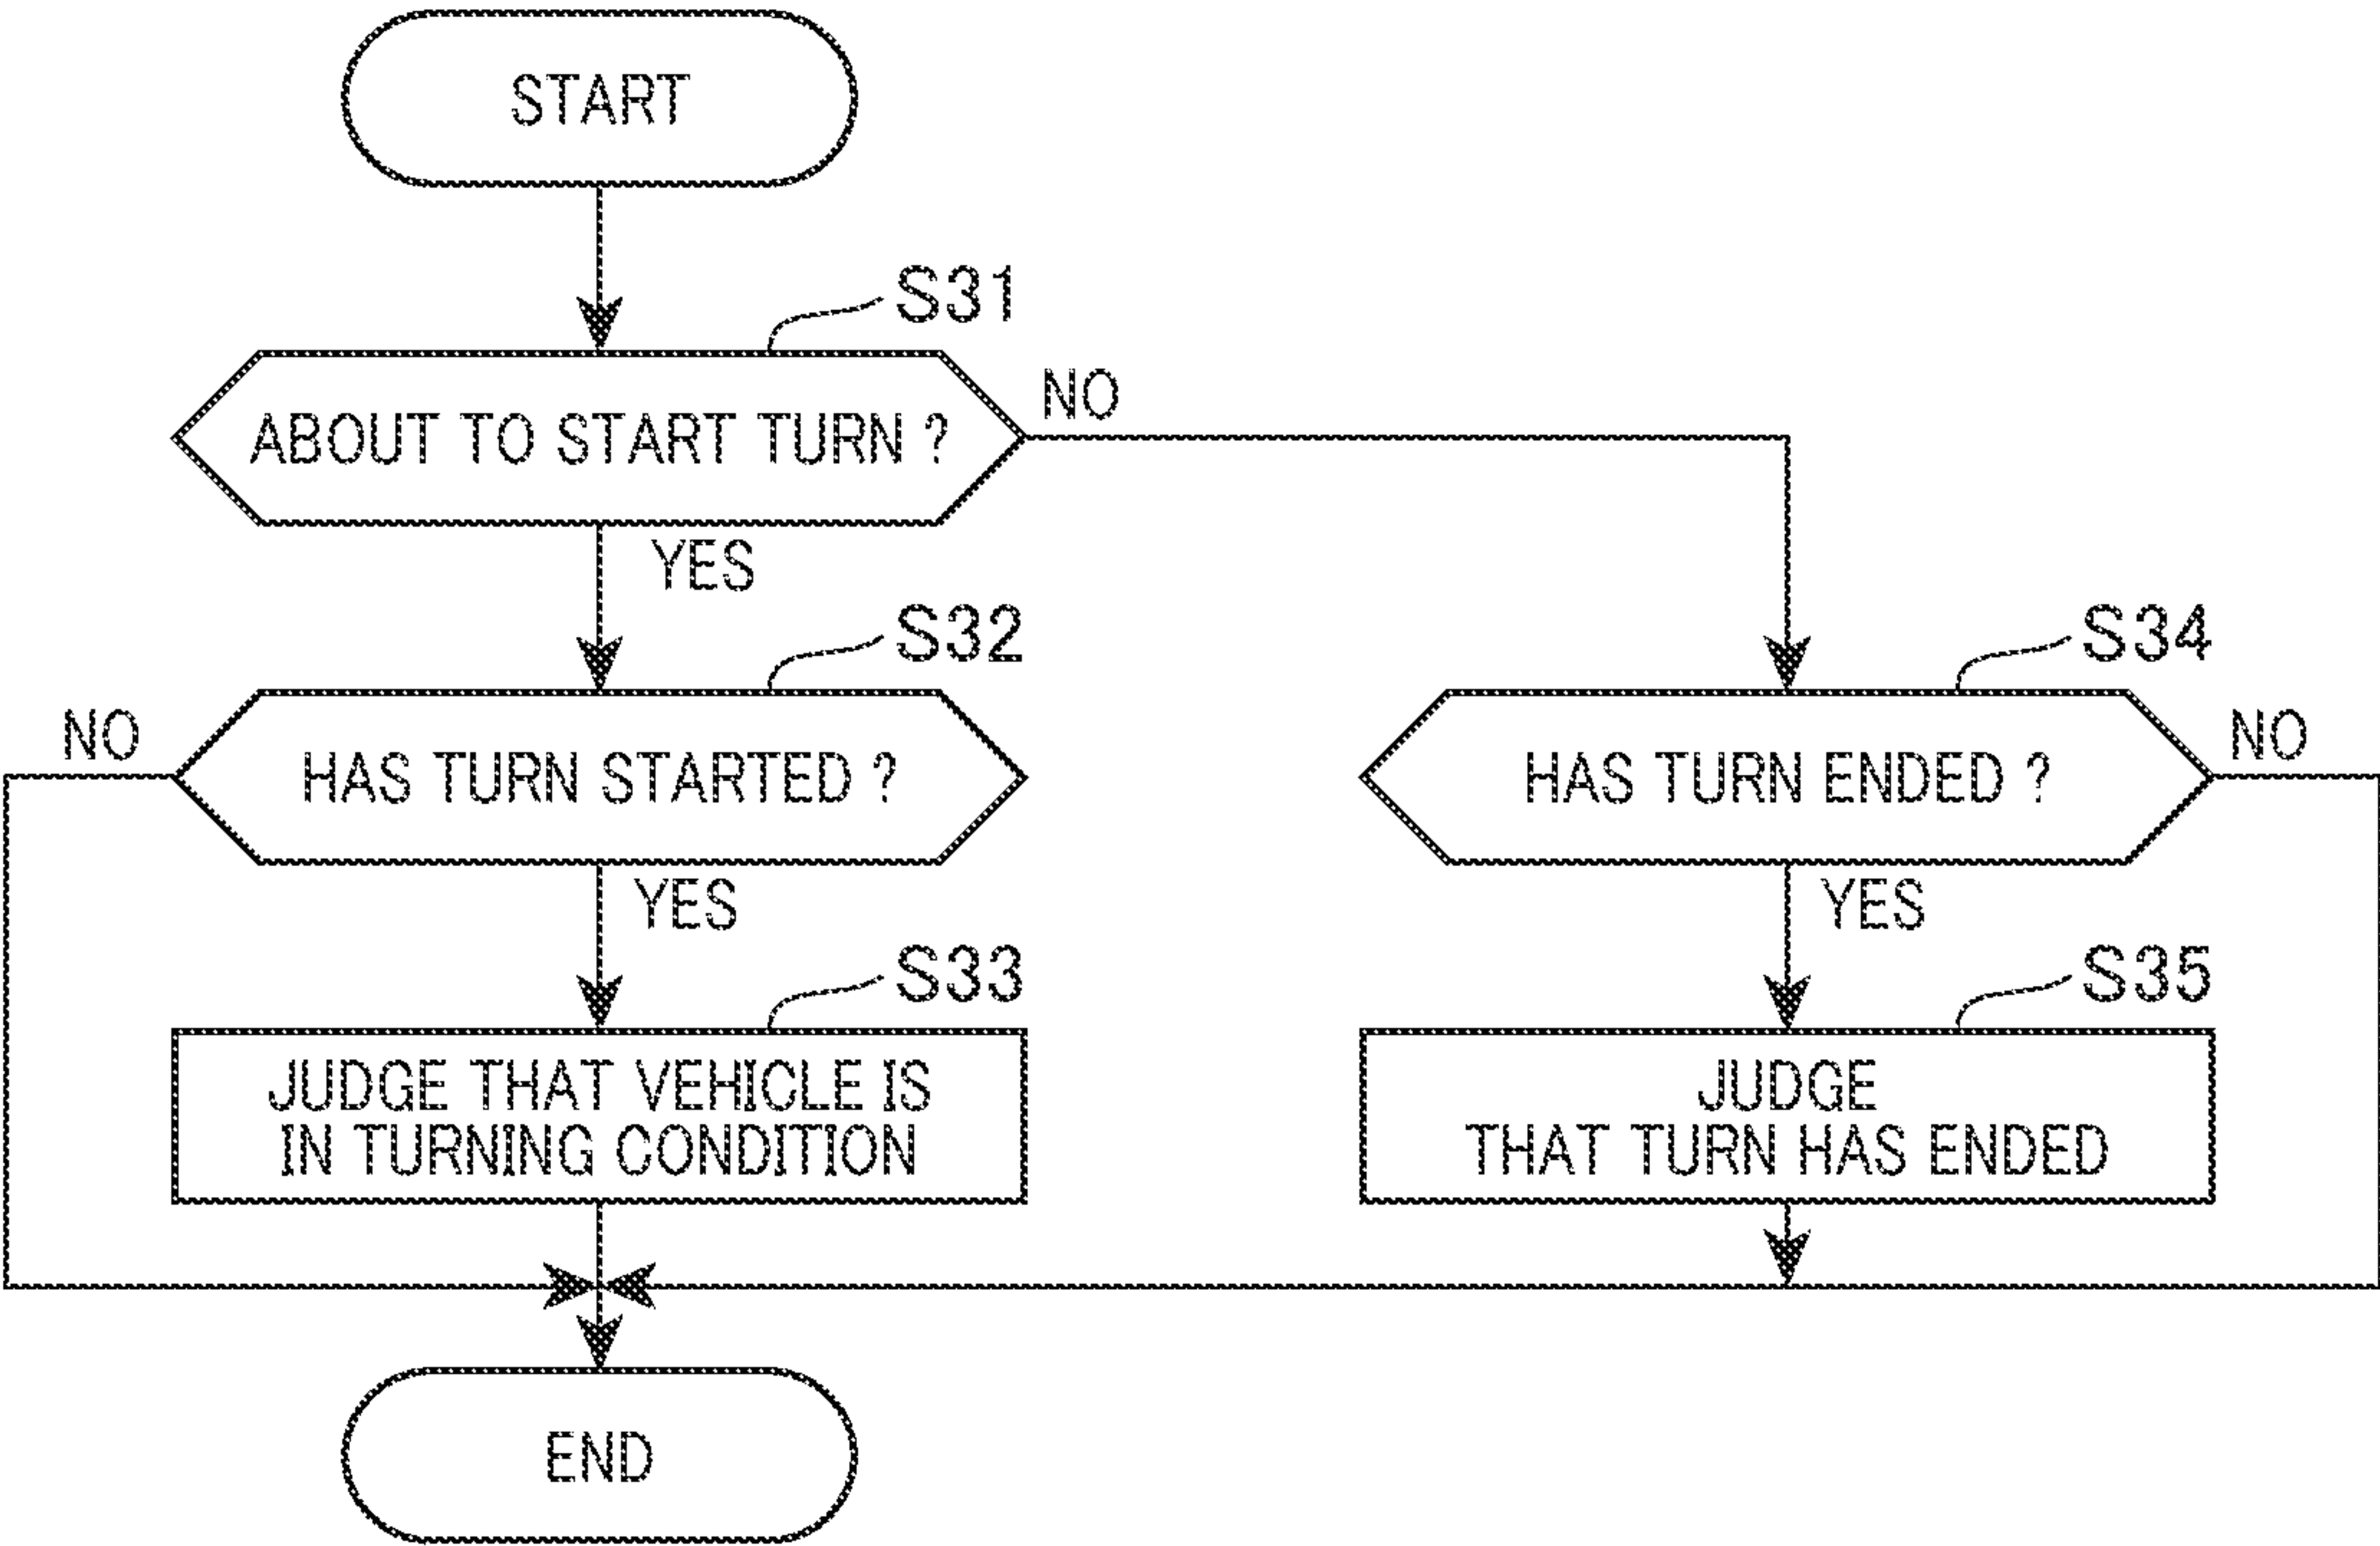 START
S31
ABOUT TO START TURN ?
NO
YES
S32
S34
NO
HAS TURN STARTED ?
HAS TURN ENDED ?
NO
YES
YES
S33
S35
JUDGE THAT VEHICLE IS
IN TURNING CONDITION
JUDGE
THAT TURN HAS ENDED
END